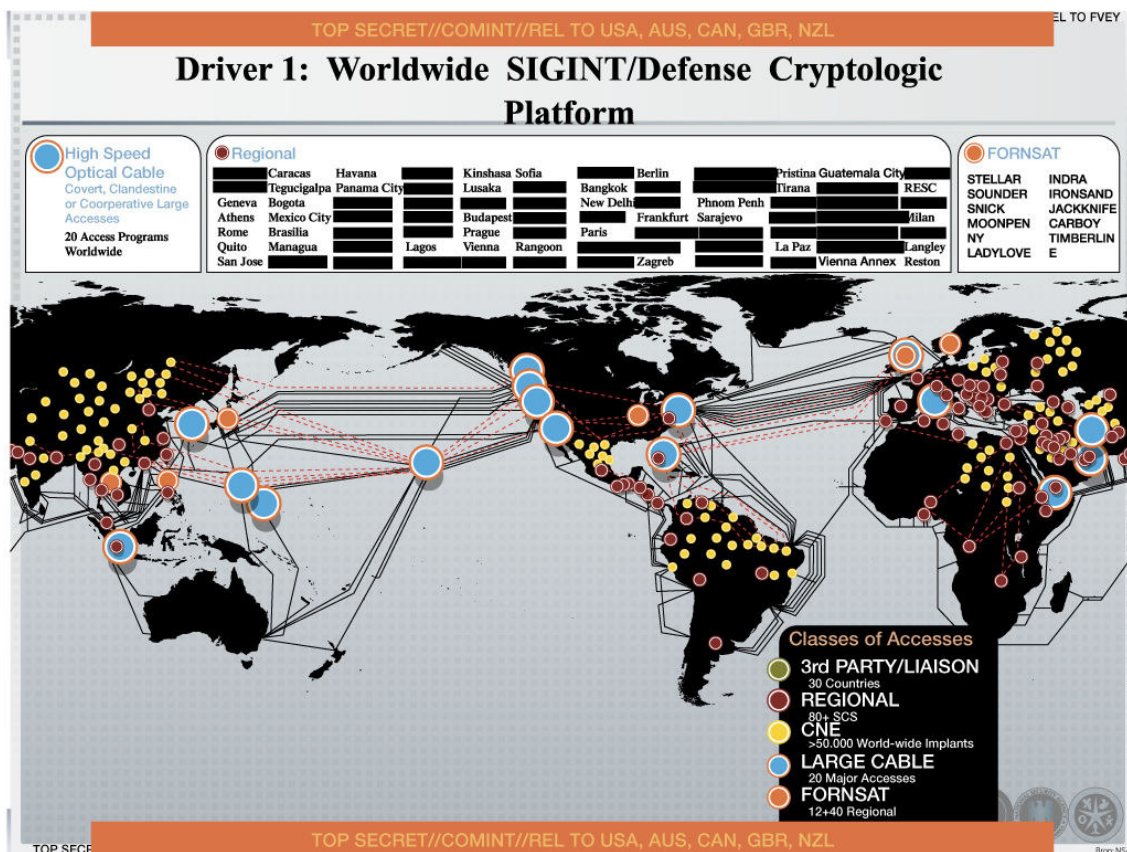 EL TO FVEY
TOP SECRET//COMINT//REL TO USA, AUS, CAN, GBR, NZL
Driver 1: Worldwide SIGINT/Defense Cryptologic
Platform
High Speed
Optical Cable
Covert, Clandestine
or Coorperative Large
Accesses
20 Access Programs
Worldwide
Regional
Caracas Havana Kinshasa Sofia Berlin Pristina Guatemala City
Tegucigalpa Panama City Lusaka Bangkok Tirana RESC
Geneva Bogota New Delhi Phnom Penh
Athens Mexico City Budapest Frankfurt Sarajevo Milan
Rome Brasilia Prague Paris
Quito Managua Lagos Vienna Rangoon La Paz Langley
San Jose Zagreb Vienna Annex Reston
FORNSAT
STELLAR INDRA
SOUNDER IRONSAND
SNICK JACKKNIFE
MOONPEN CARBOY
NY TIMBERLIN
LADYLOVE E
Classes of Accesses
3rd PARTY/LIAISON
30 Countries
REGIONAL
80+ SCS
CNE
>50.000 World-wide Implants
LARGE CABLE
20 Major Accesses
FORNSAT
12+40 Regional
TOP SECRET//COMINT//REL TO USA, AUS, CAN, GBR, NZL
TOP SECR
Bron: NS